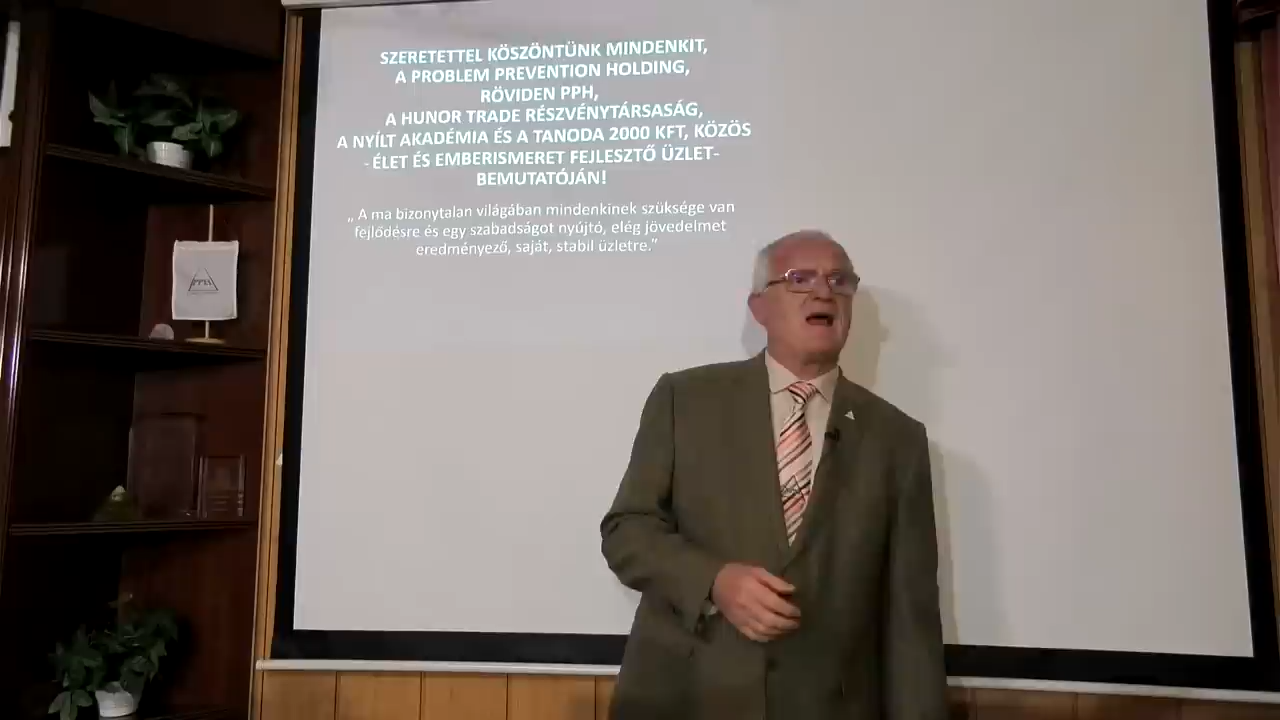 SZERETETTEL KÖSZÖNTÜNK MINDENKIT,
A PROBLEM PREVENTION HOLDING,
RÖVIDEN PPH,
A HUNOR TRADE RÉSZVÉNYTÁRSASÁG,
A NYÍLT AKADÉMIA ÉS A TANODA 2000 KFT, KÖZÖS
- ÉLET ÉS EMBERISMERET FEJLESZTŐ ÜZLET-
BEMUTATÓJÁN!
„ A ma bizonytalan világában mindenkinek szüksége van
fejlődésre és egy szabadságot nyújtó, elég jövedelmet
eredményező, saját, stabil üzletre.”